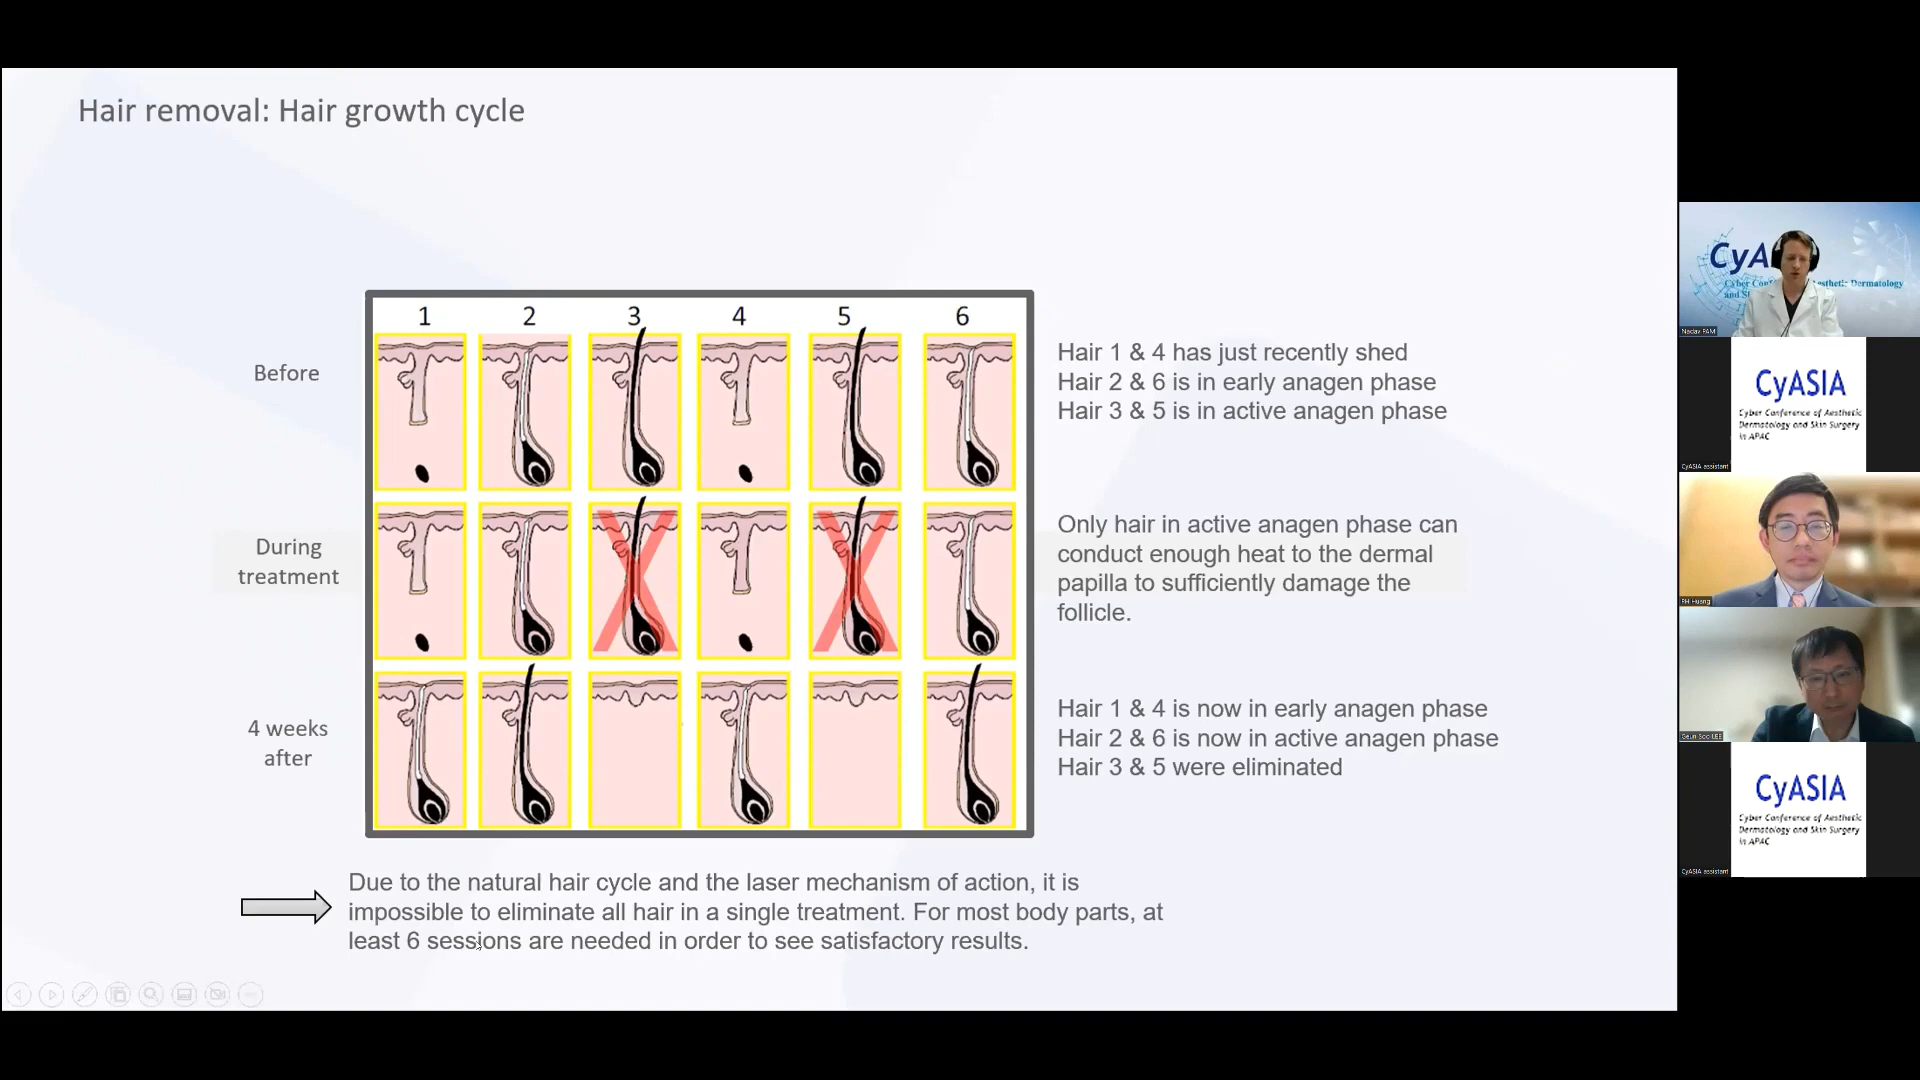 Hair removal: Hair growth cycle
1 2 3 4 5 6
Before
Hair 1 & 4 has just recently shed
Hair 2 & 6 is in early anagen phase
Hair 3 & 5 is in active anagen phase
During
treatment
Only hair in active anagen phase can
conduct enough heat to the dermal
papilla to sufficiently damage the
follicle.
4 weeks
after
Hair 1 & 4 is now in early anagen phase
Hair 2 & 6 is now in active anagen phase
Hair 3 & 5 were eliminated
Due to the natural hair cycle and the laser mechanism of action, it is
impossible to eliminate all hair in a single treatment. For most body parts, at
least 6 sessions are needed in order to see satisfactory results.
CyA
Dermatology
CyASIA
Cyber Conference of Aesthetic
Dermatology and Skin Surgery
in APAC
CyASIA assistant
PH Huang
Geun Soo LEE
CyASIA
Cyber Conference of Aesthetic
Dermatology and Skin Surgery
in APAC
CyASIA assistant